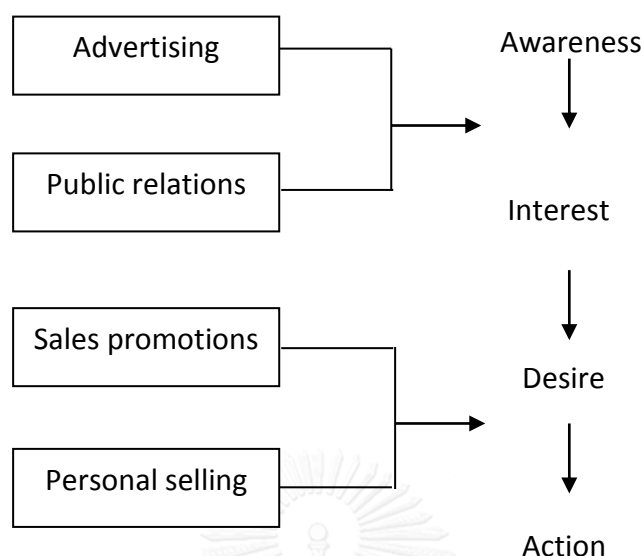 Advertising
Awareness
Public relations
Interest
Sales promotions
Desire
Personal selling
Action